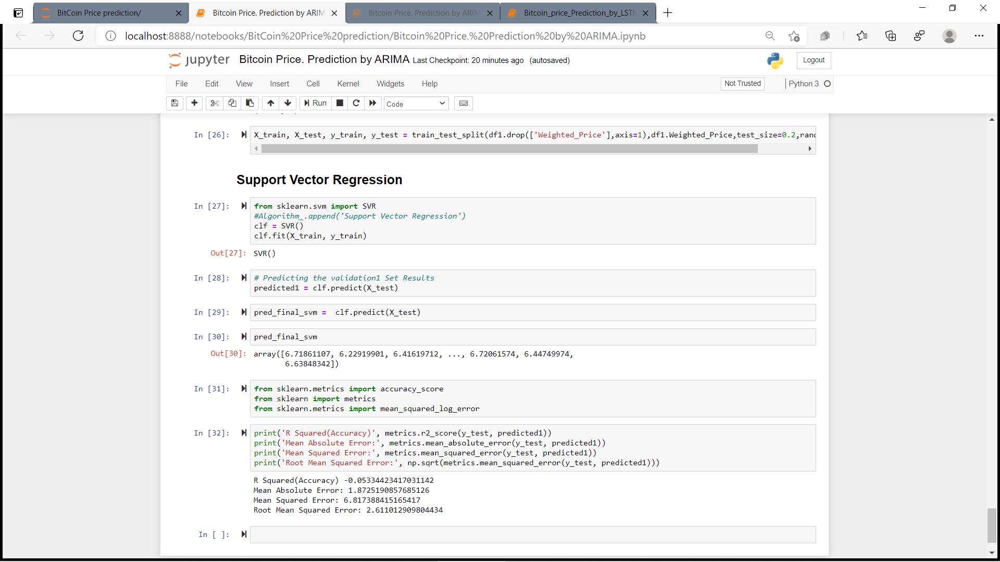 BitCoin Price prediction/
Bitcoin Price. Prediction by ARIM
Bitcoin Price. Prediction by ARIM
Bitcoin_price_Prediction_by_LSTM
localhost:8888/notebooks/BitCoin%20Price%20prediction/Bitcoin%20Price.%20Prediction%20by%20ARIMA.ipynb
jupyter Bitcoin Price. Prediction by ARIMA Last Checkpoint: 20 minutes ago (autosaved)
Logout
File Edit View Insert Cell Kernel Widgets Help
Not Trusted
Python 3
Run
Code
In [26]: X_train, X_test, y_train, y_test = train_test_split(df1.drop(['Weighted_Price'],axis=1),df1.Weighted_Price,test_size=0.2,rand
Support Vector Regression
In [27]: from sklearn.svm import SVR
#Algorithm_.append('Support Vector Regression')
clf = SVR()
clf.fit(X_train, y_train)
Out[27]: SVR()
In [28]: # Predicting the validation1 Set Results
predicted1 = clf.predict(X_test)
In [29]: pred_final_svm =  clf.predict(X_test)
In [30]: pred_final_svm
Out[30]: array([6.71861107, 6.22919901, 6.41619712, ..., 6.72061574, 6.44749974,
6.63848342])
In [31]: from sklearn.metrics import accuracy_score
from sklearn import metrics
from sklearn.metrics import mean_squared_log_error
In [32]: print('R Squared(Accuracy)', metrics.r2_score(y_test, predicted1))
print('Mean Absolute Error:', metrics.mean_absolute_error(y_test, predicted1))
print('Mean Squared Error:', metrics.mean_squared_error(y_test, predicted1))
print('Root Mean Squared Error:', np.sqrt(metrics.mean_squared_error(y_test, predicted1)))
R Squared(Accuracy) -0.05334423417031142
Mean Absolute Error: 1.8725190857685126
Mean Squared Error: 6.817388415165417
Root Mean Squared Error: 2.611012909804434
In [ ]: